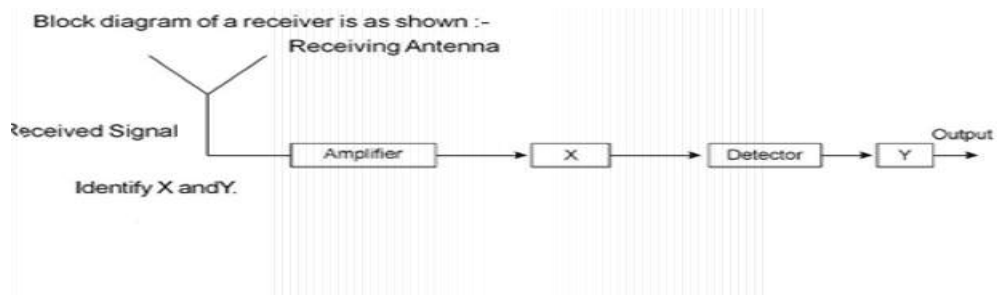 Block diagram of a receiver is as shown :-
Receiving Antenna
Received Signal
Output
Amplifier
X
Detector
Y
Identify X andY.